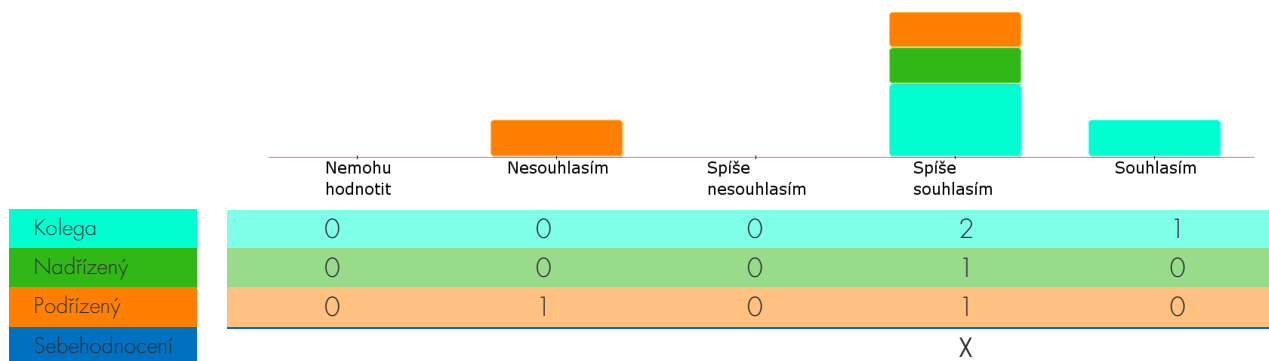 Nemohu
hodnotit
Nesouhlasím
Spíše
nesouhlasím
Spíše
souhlasím
Souhlasím
Kolega 0 0 0 2 1
Nadřízený 0 0 0 1 0
Podřízený 0 1 0 1 0
Sebehodnocení X